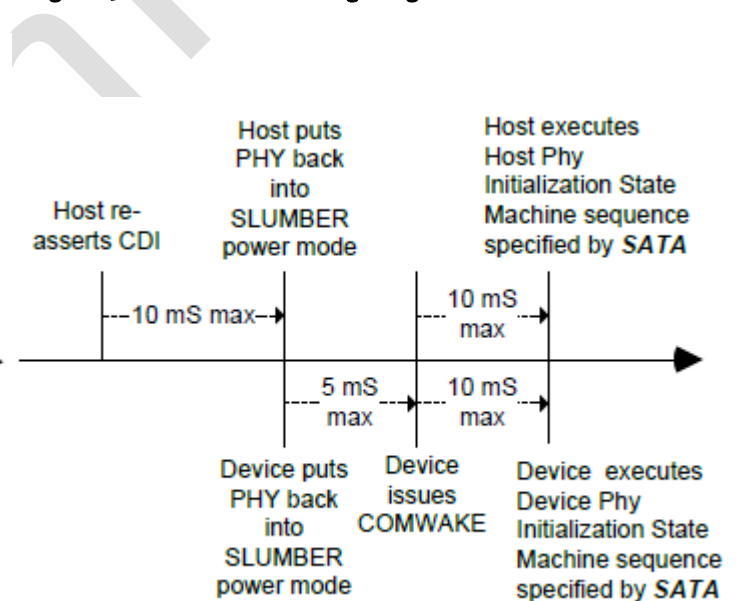 Host re-
asserts CDI
Host puts
PHY back
into
SLUMBER
power mode
Host executes
Host Phy
Initialization State
Machine sequence
specified by SATA
10 mS max
10 mS
max
5 mS
max
10 mS
max
Device puts
PHY back
into
SLUMBER
power mode
Device
issues
COMWAKE
Device executes
Device Phy
Initialization State
Machine sequence
specified by SATA